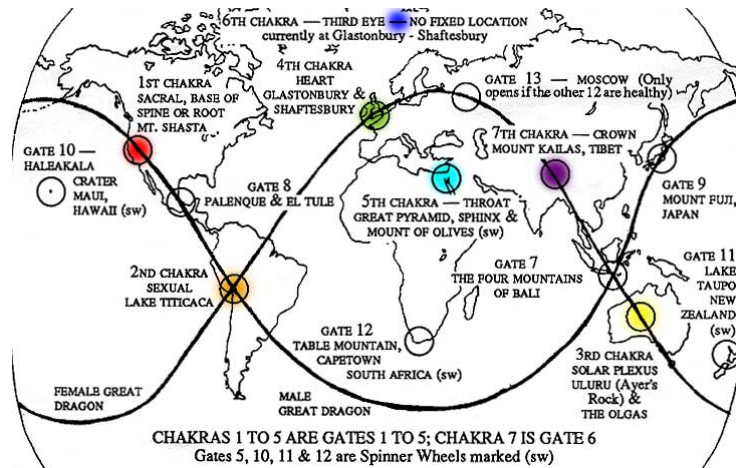 6TH CHAKRA — THIRD EYE — NO FIXED LOCATION
currently at Glastonbury - Shaftesbury
4TH CHAKRA
HEART
GLASTONBURY &
SHAFTESBURY
GATE 13 — MOSCOW (Only
opens if the other 12 are healthy)
1ST CHAKRA
SACRAL, BASE OF
SPINE OR ROOT
MT. SHASTA
7TH CHAKRA — CROWN
MOUNT KAILAS, TIBET
GATE 10 —
HALEAKALA
CRATER
MAUI,
HAWAII (sw)
GATE 8
PALENQUE & EL TULE
5TH CHAKRA — THROAT
GREAT PYRAMID, SPHINX &
MOUNT OF OLIVES (sw)
GATE 9
MOUNT FUJI,
JAPAN
2ND CHAKRA
SEXUAL
LAKE TITICACA
GATE 7
THE FOUR MOUNTAINS
OF BALI
GATE 11
LAKE
TAUPO
NEW
ZEALAND
(sw)
GATE 12
TABLE MOUNTAIN,
CAPETOWN
SOUTH AFRICA (sw)
3RD CHAKRA
SOLAR PLEXUS
ULURU (Ayer's
Rock) &
THE OLGAS
FEMALE GREAT
DRAGON
MALE
GREAT DRAGON
CHAKRAS 1 TO 5 ARE GATES 1 TO 5; CHAKRA 7 IS GATE 6
Gates 5, 10, 11 & 12 are Spinner Wheels marked (sw)